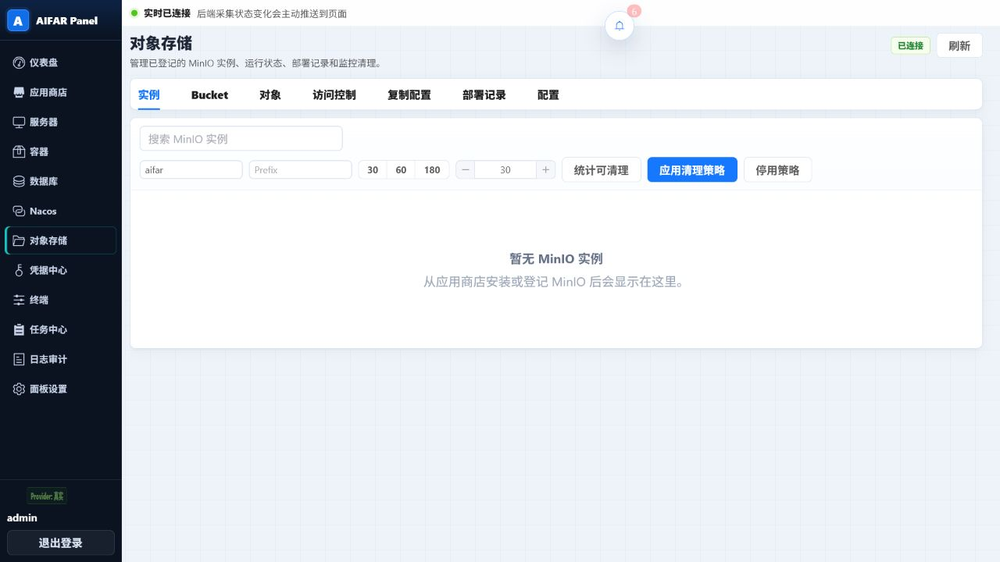 A AIFAR Panel
实时已连接 后端采集状态变化会主动推送到页面
6
仪表盘
应用商店
服务器
容器
数据库
Nacos
对象存储
凭据中心
终端
任务中心
日志审计
面板设置
Provider: 真实
admin
退出登录
对象存储
管理已登记的 MinIO 实例、运行状态、部署记录和监控清理。
已连接 刷新
实例 Bucket 对象 访问控制 复制配置 部署记录 配置
搜索 MinIO 实例
aifar Prefix 30 60 180 − 30 + 统计可清理 应用清理策略 停用策略
暂无 MinIO 实例
从应用商店安装或登记 MinIO 后会显示在这里。